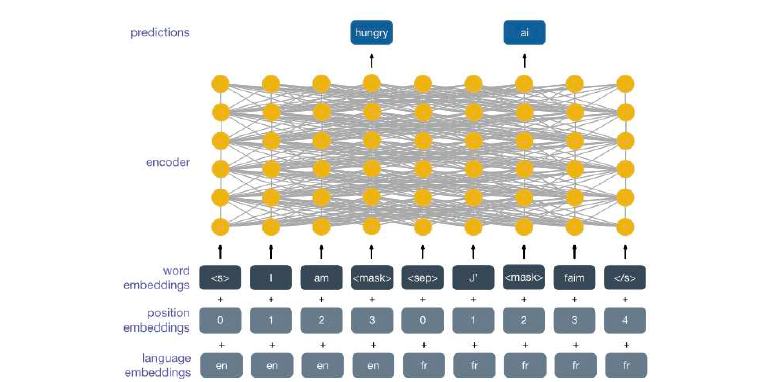 predictions hungry ai
encoder
word embeddings <s> I am <mask> <sep> J' <mask> faim </s>
+ + + + + + + + +
position embeddings 0 1 2 3 0 1 2 3 4
+ + + + + + + + +
language embeddings en en en en fr fr fr fr fr